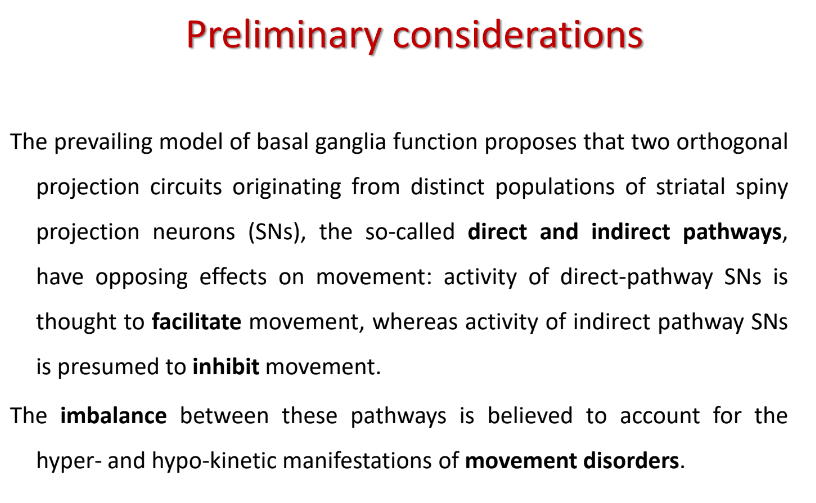 Preliminary considerations
The prevailing model of basal ganglia function proposes that two orthogonal
projection circuits originating from distinct populations of striatal spiny
projection neurons (SNs), the so-called direct and indirect pathways,
have opposing effects on movement: activity of direct-pathway SNs is
thought to facilitate movement, whereas activity of indirect pathway SNs
is presumed to inhibit movement.
The imbalance between these pathways is believed to account for the
hyper- and hypo-kinetic manifestations of movement disorders.